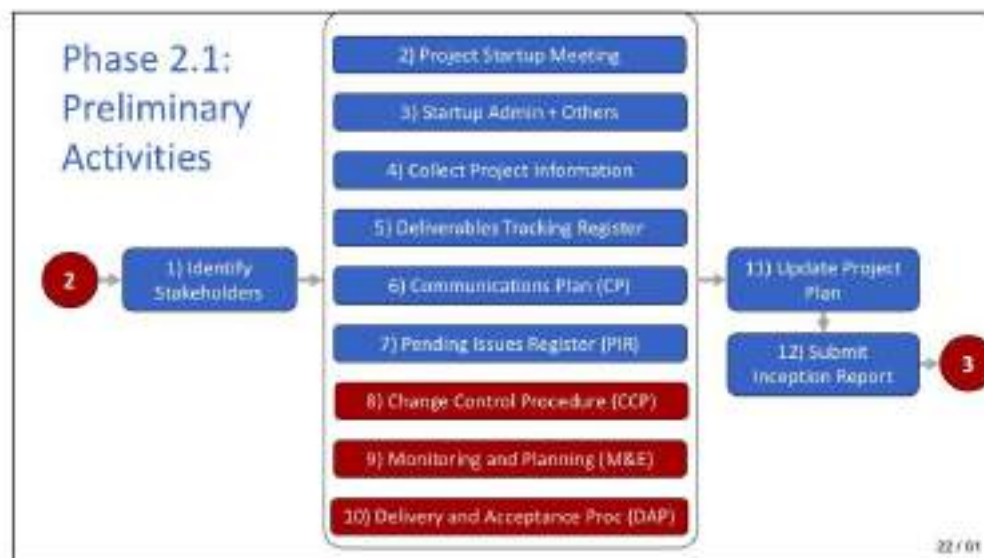 Phase 2.1:
Preliminary
Activities
2
1) Identify
Stakeholders
2) Project Startup Meeting
3) Startup Admin + Others
4) Collect Project Information
5) Deliverables Tracking Register
6) Communications Plan (CP)
7) Pending Issues Register (PIR)
8) Change Control Procedure (CCP)
9) Monitoring and Planning (M&E)
10) Delivery and Acceptance Proc (DAP)
11) Update Project
Plan
12) Submit
Inception Report
3
22 / 61